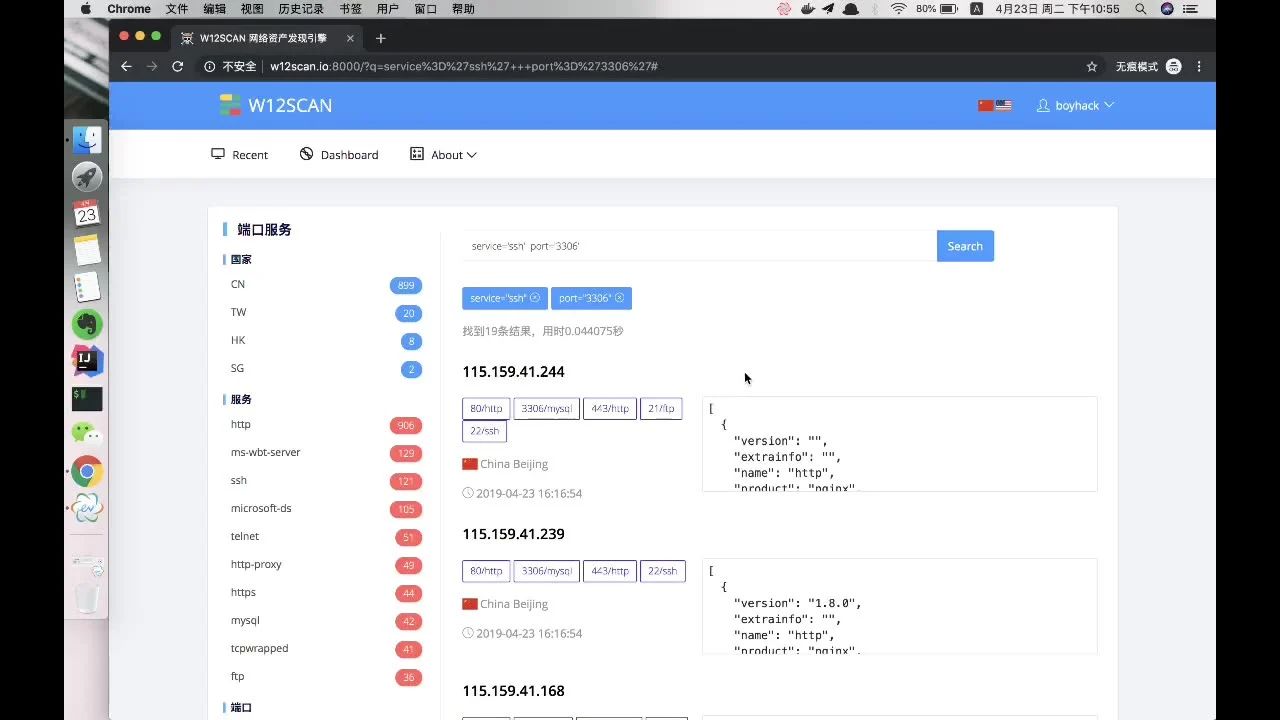 Chrome 文件 编辑 视图 历史记录 书签 用户 窗口 帮助 80% A 4月23日 周二 下午10:55
W12SCAN 网络资产发现引擎
不安全 w12scan.io:8000/?q=service%3D%27ssh%27+++port%3D%273306%27# 无痕模式
W12SCAN boyhack
Recent Dashboard About
端口服务
国家
CN 899
TW 20
HK 8
SG 2
服务
http 906
ms-wbt-server 129
ssh 121
microsoft-ds 105
telnet 51
http-proxy 49
https 44
mysql 42
tcpwrapped 41
ftp 36
端口
service='ssh' port='3306' Search
service="ssh" port="3306"
找到19条结果，用时0.044075秒
115.159.41.244
80/http 3306/mysql 443/http 21/ftp
22/ssh
China Beijing
2019-04-23 16:16:54
[
{
"version": "",
"extrainfo": "",
"name": "http",
"product": "nginx",
115.159.41.239
80/http 3306/mysql 443/http 22/ssh
China Beijing
2019-04-23 16:16:54
[
{
"version": "1.8.0",
"extrainfo": "",
"name": "http",
"product": "nginx",
115.159.41.168
23
IJ
$
ev